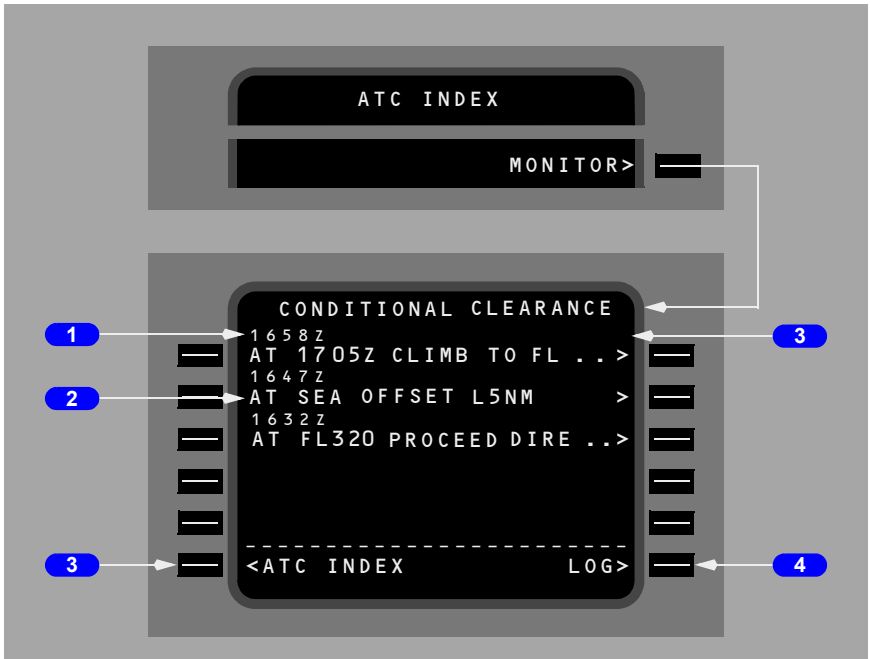 ATC INDEX
MONITOR>
CONDITIONAL CLEARANCE
1
1658Z
3
AT 1705Z CLIMB TO FL ..>
1647Z
2
AT SEA OFFSET L5NM >
1632Z
AT FL320 PROCEED DIRE ..>
------------------------
3
<ATC INDEX LOG>
4